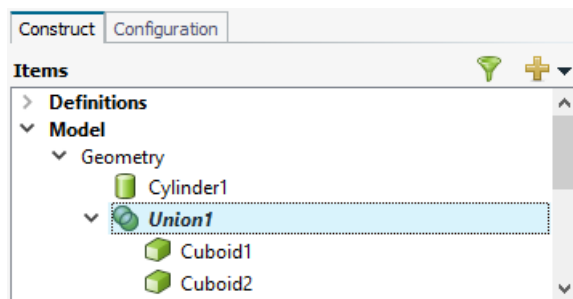 Construct Configuration
Items
Definitions
Model
Geometry
Cylinder1
Union1
Cuboid1
Cuboid2